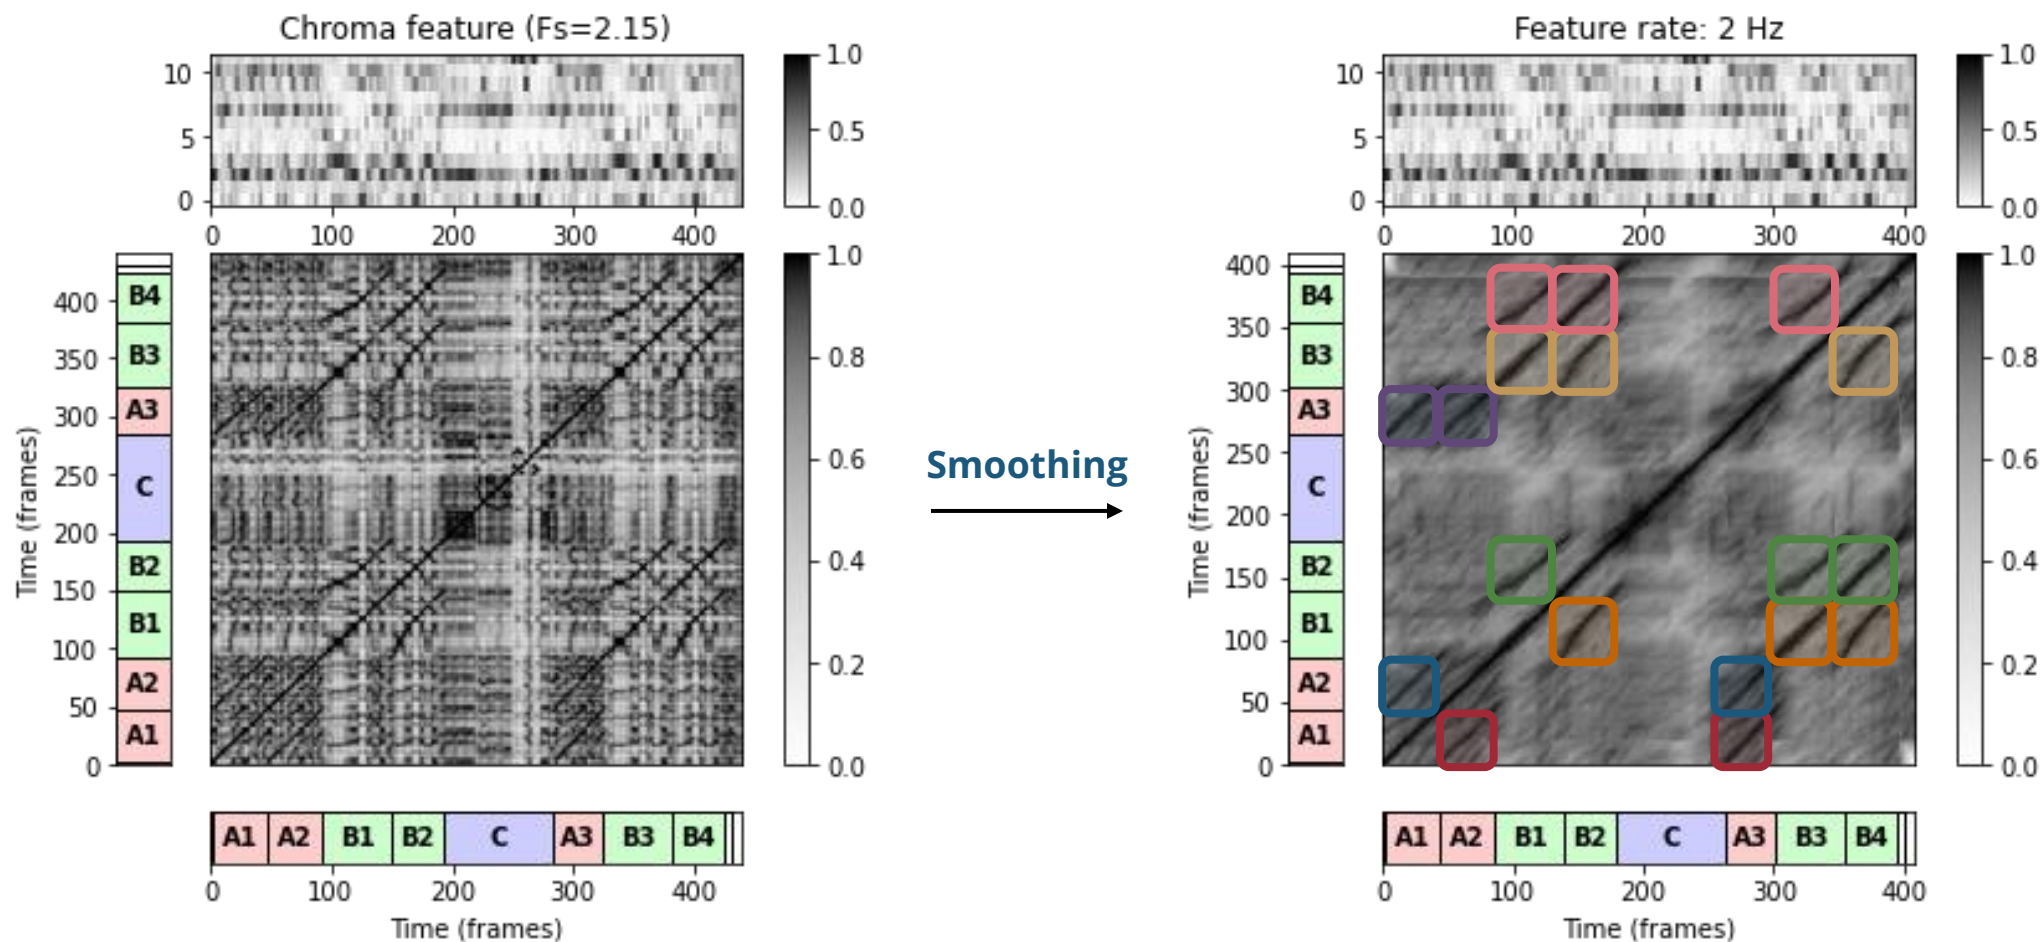 Chroma feature (Fs=2.15)
10
5
0
0 100 200 300 400
1.0
0.5
0.0
Time (frames)
400
350
300
250
200
150
100
50
0
B4
B3
A3
C
B2
B1
A2
A1
1.0
0.8
0.6
0.4
0.2
0.0
A1 A2 B1 B2 C A3 B3 B4
0 100 200 300 400
Time (frames)
Smoothing
Feature rate: 2 Hz
10
5
0
0 100 200 300 400
1.0
0.5
0.0
Time (frames)
400
350
300
250
200
150
100
50
0
B4
B3
A3
C
B2
B1
A2
A1
1.0
0.8
0.6
0.4
0.2
0.0
A1 A2 B1 B2 C A3 B3 B4
0 100 200 300 400
Time (frames)